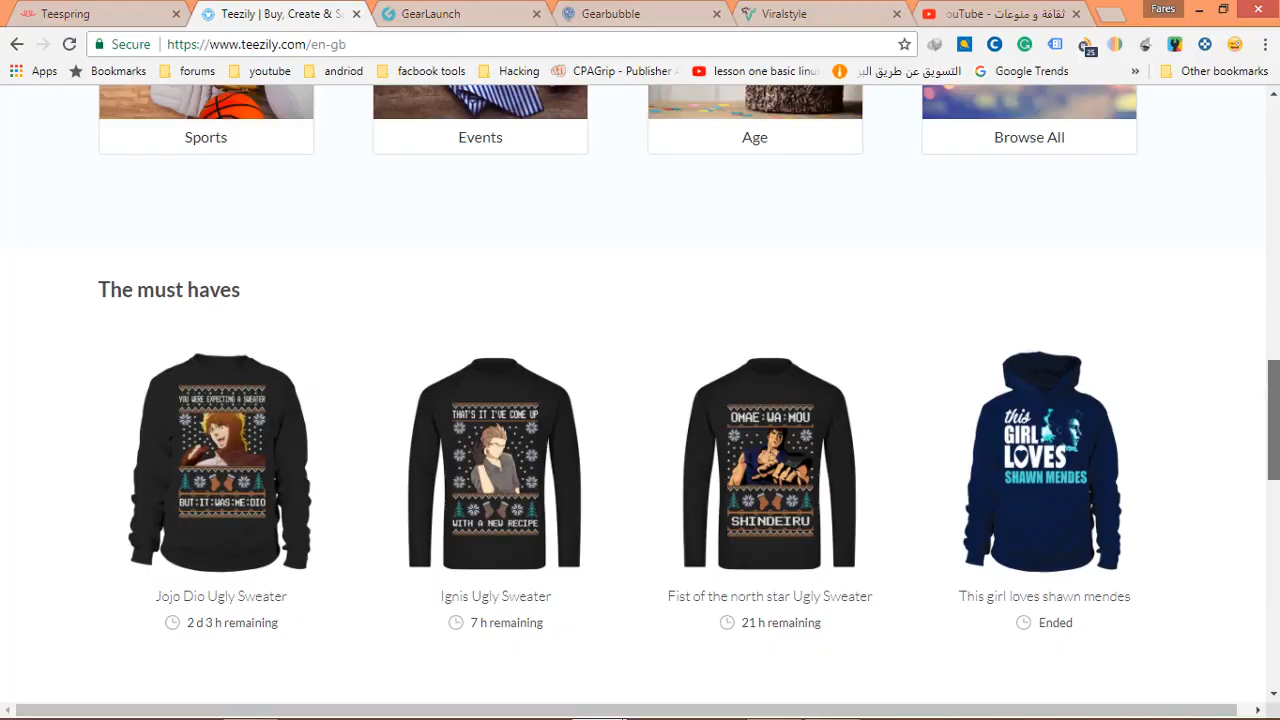 Teespring
Teezily | Buy, Create & S
GearLaunch
Gearbubble
Viralstyle
ouTube - ثقافة و منوعات
Fares
Secure
https://www.teezily.com/en-gb
25
Apps
Bookmarks
forums
youtube
andriod
facbook tools
Hacking
CPAGrip - Publisher A
lesson one basic linu
التسويق عن طريق البر
Google Trends
»
Other bookmarks
Sports
Events
Age
Browse All
The must haves
YOU WERE EXPECTING A SWEATER
BUT:IT:WAS:ME:DIO
THAT'S IT I'VE COME UP
WITH A NEW RECIPE
OMAE:WA:MOU
SHINDEIRU
this
GIRL
LOVES
SHAWN MENDES
Jojo Dio Ugly Sweater
Ignis Ugly Sweater
Fist of the north star Ugly Sweater
This girl loves shawn mendes
2 d 3 h remaining
7 h remaining
21 h remaining
Ended